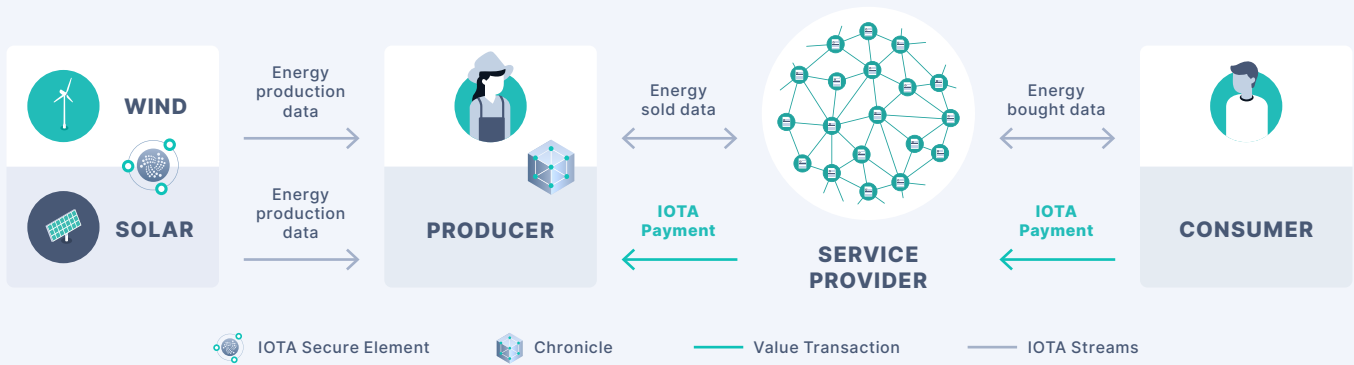 WIND
SOLAR
Energy
production
data
Energy
production
data
PRODUCER
Energy
sold data
IOTA
Payment
SERVICE
PROVIDER
Energy
bought data
IOTA
Payment
CONSUMER
IOTA Secure Element
Chronicle
Value Transaction
IOTA Streams